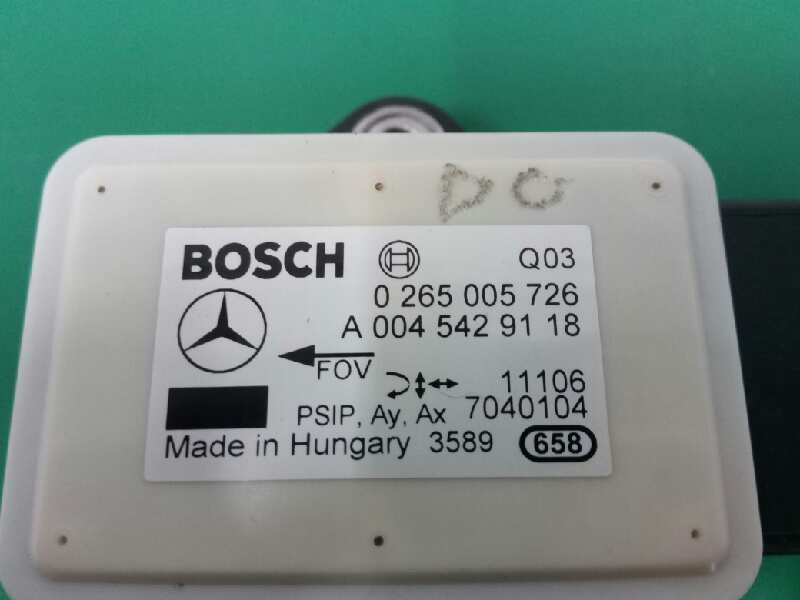 DO
BOSCH Q03
0 265 005 726
A 004 542 91 18
FOV
11106
PSIP, Ay, Ax 7040104
Made in Hungary 3589 658